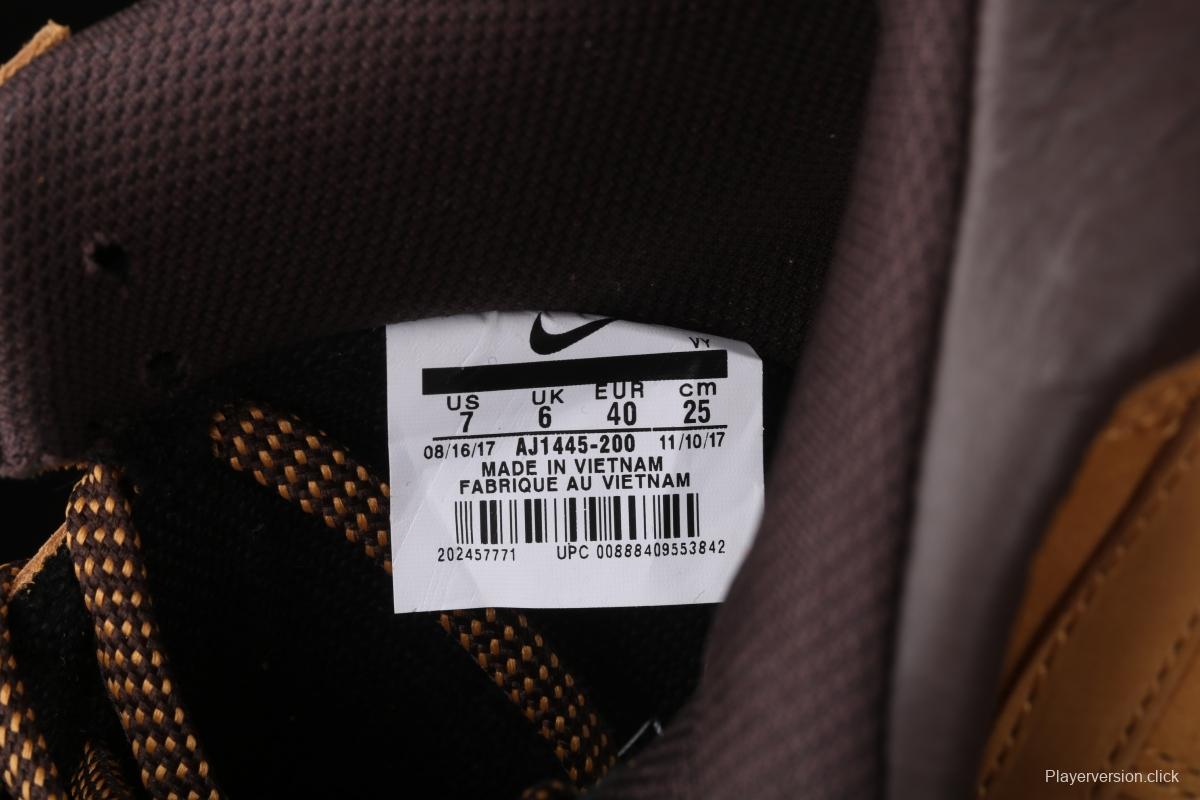 VY
US UK EUR cm
7 6 40 25
08/16/17 AJ1445-200 11/10/17
MADE IN VIETNAM
FABRIQUE AU VIETNAM
202457771 UPC 00888409553842
Playerversion.click